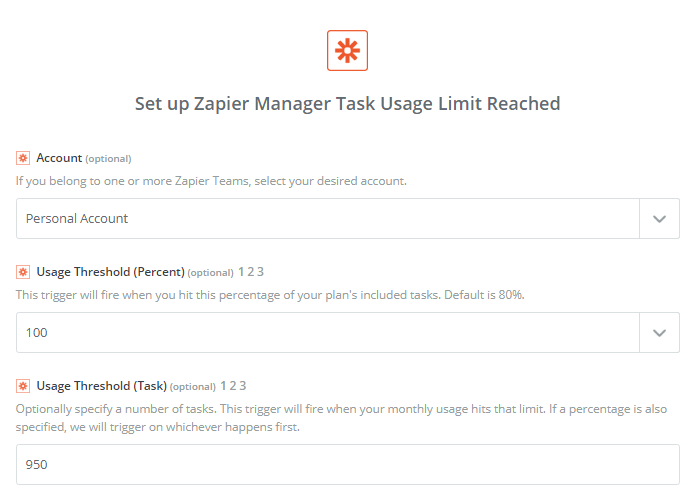 Set up Zapier Manager Task Usage Limit Reached
Account (optional)
If you belong to one or more Zapier Teams, select your desired account.
Personal Account
Usage Threshold (Percent) (optional) 1 2 3
This trigger will fire when you hit this percentage of your plan's included tasks. Default is 80%.
100
Usage Threshold (Task) (optional) 1 2 3
Optionally specify a number of tasks. This trigger will fire when your monthly usage hits that limit. If a percentage is also
specified, we will trigger on whichever happens first.
950